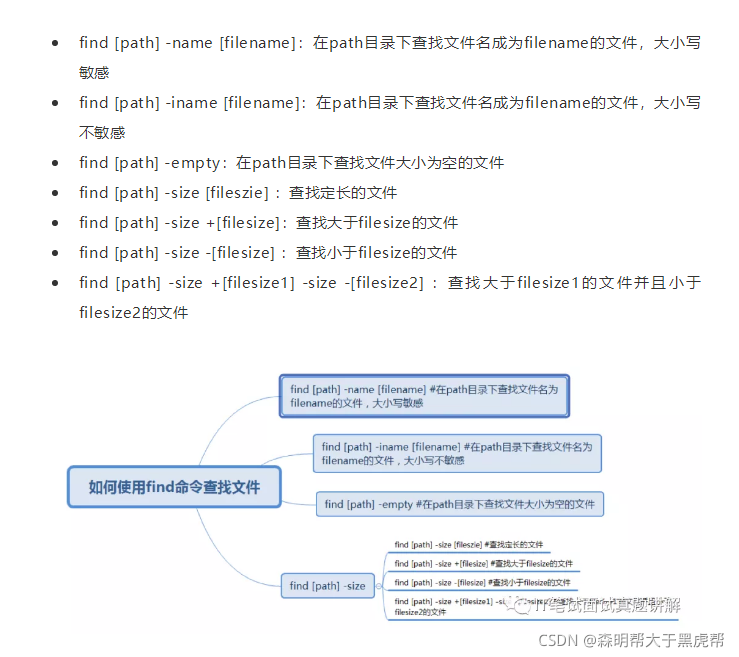 find [path] -name [filename]：在path目录下查找文件名成为filename的文件，大小写
敏感
find [path] -iname [filename]：在path目录下查找文件名成为filename的文件，大小写
不敏感
find [path] -empty：在path目录下查找文件大小为空的文件
find [path] -size [fileszie]：查找定长的文件
find [path] -size +[filesize]：查找大于filesize的文件
find [path] -size -[filesize]：查找小于filesize的文件
find [path] -size +[filesize1] -size -[filesize2]：查找大于filesize1的文件并且小于
filesize2的文件
find [path] -name [filename] #在path目录下查找文件名为
filename的文件，大小写敏感
find [path] -iname [filename] #在path目录下查找文件名为
filename的文件，大小写不敏感
如何使用find命令查找文件
find [path] -empty #在path目录下查找文件大小为空的文件
find [path] -size
find [path] -size [fileszie] #查找定长的文件
find [path] -size +[filesize] #查找大于filesize的文件
find [path] -size -[filesize] #查找小于filesize的文件
find [path] -size +[filesize1]
filesize2的文件
IT笔试面试真题讲解
CSDN @森明帮大于黑虎帮